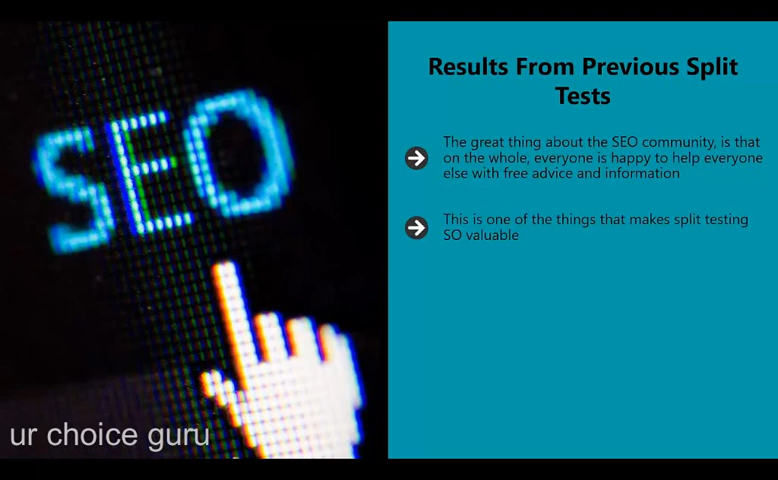 SEO
Results From Previous Split
Tests
The great thing about the SEO community, is that
on the whole, everyone is happy to help everyone
else with free advice and information
This is one of the things that makes split testing
SO valuable
ur choice guru